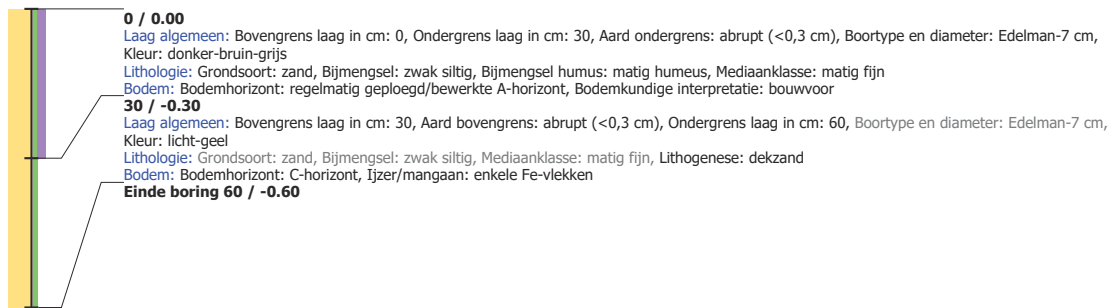 0 / 0.00
Laag algemeen: Bovengrens laag in cm: 0, Ondergrens laag in cm: 30, Aard ondergrens: abrupt (<0,3 cm), Boortype en diameter: Edelman-7 cm,
Kleur: donker-bruin-grijs
Lithologie: Grondsoort: zand, Bijmengsel: zwak siltig, Bijmengsel humus: matig humeus, Mediaanklasse: matig fijn
Bodem: Bodemhorizont: regelmatig geploegd/bewerkte A-horizont, Bodemkundige interpretatie: bouwvoor
30 / -0.30
Laag algemeen: Bovengrens laag in cm: 30, Aard bovengrens: abrupt (<0,3 cm), Ondergrens laag in cm: 60, Boortype en diameter: Edelman-7 cm,
Kleur: licht-geel
Lithologie: Grondsoort: zand, Bijmengsel: zwak siltig, Mediaanklasse: matig fijn, Lithogenese: dekzand
Bodem: Bodemhorizont: C-horizont, Ijzer/mangaan: enkele Fe-vlekken
Einde boring 60 / -0.60